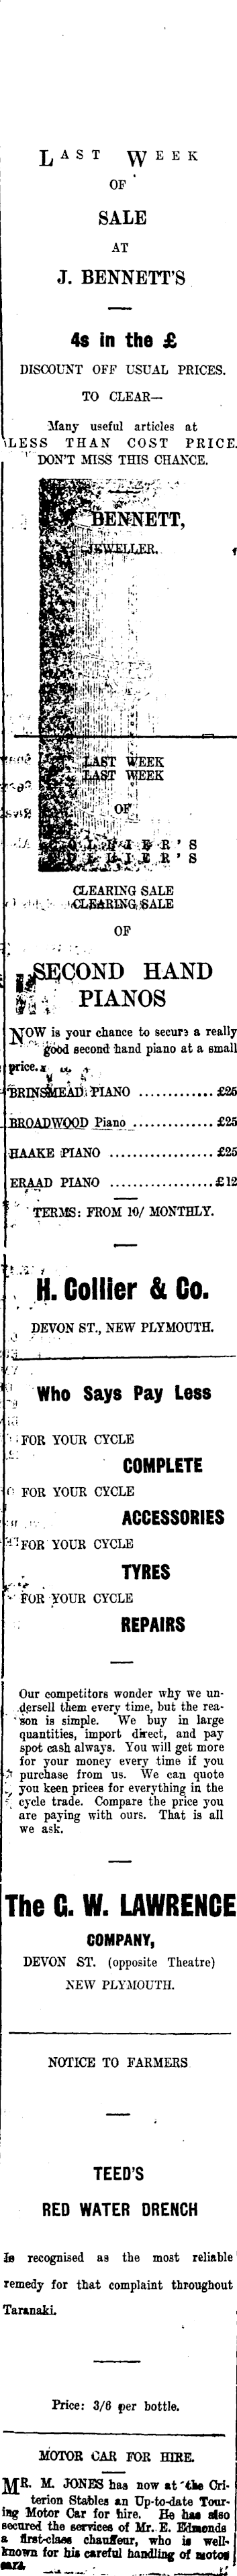 LAST WEEK
OF
SALE
AT
J. BENNETT'S
4s in the £
DISCOUNT OFF USUAL PRICES.
TO CLEAR—
Many useful articles at
LESS THAN COST PRICE.
DON'T MISS THIS CHANCE.
BENNETT,
JEWELLER.
LAST WEEK
LAST WEEK
OF
CLEARING SALE
CLEARING SALE
OF
SECOND HAND
PIANOS
NOW is your chance to secure a really
good second hand piano at a small
price.
BRINSMEAD PIANO ............ £25
BROADWOOD Piano ............ £25
HAAKE PIANO ................ £25
ERAAD PIANO ................ £12
TERMS: FROM 10/ MONTHLY.
H. Collier & Co.
DEVON ST., NEW PLYMOUTH.
Who Says Pay Less
FOR YOUR CYCLE
COMPLETE
FOR YOUR CYCLE
ACCESSORIES
FOR YOUR CYCLE
TYRES
FOR YOUR CYCLE
REPAIRS
Our competitors wonder why we un-
dersell them every time, but the rea-
son is simple. We buy in large
quantities, import direct, and pay
spot cash always. You will get more
for your money every time if you
purchase from us. We can quote
you keen prices for everything in the
cycle trade. Compare the price you
are paying with ours. That is all
we ask.
The G. W. LAWRENCE
COMPANY,
DEVON ST. (opposite Theatre)
NEW PLYMOUTH.
NOTICE TO FARMERS
TEED'S
RED WATER DRENCH
Is recognised as the most reliable
remedy for that complaint throughout
Taranaki.
Price: 3/6 per bottle.
MOTOR CAR FOR HIRE.
MR. M. JONES has now at the Cri-
terion Stables an Up-to-date Tour-
ing Motor Car for hire. He has also
secured the services of Mr. E. Edmonds
a first-class chauffeur, who is well-
known for his careful handling of motor
cars.